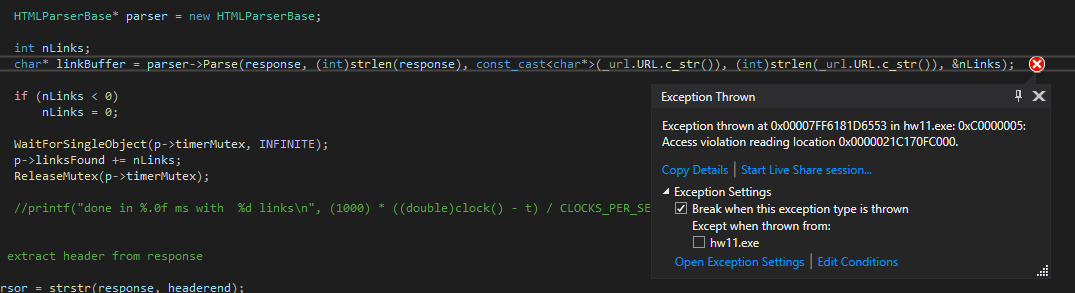 HTMLParserBase* parser = new HTMLParserBase;
int nLinks;
char* linkBuffer = parser->Parse(response, (int)strlen(response), const_cast<char*>(_url.URL.c_str()), (int)strlen(_url.URL.c_str()), &nLinks);
if (nLinks < 0)
nLinks = 0;
WaitForSingleObject(p->timerMutex, INFINITE);
p->linksFound += nLinks;
ReleaseMutex(p->timerMutex);
//printf("done in %.0f ms with  %d links\n", (1000) * ((double)clock() - t) / CLOCKS_PER_SE
extract header from response
rsor = strstr(response, headerend);
Exception Thrown
Exception thrown at 0x00007FF6181D6553 in hw11.exe: 0xC0000005:
Access violation reading location 0x0000021C170FC000.
Copy Details | Start Live Share session...
Exception Settings
Break when this exception type is thrown
Except when thrown from:
hw11.exe
Open Exception Settings | Edit Conditions